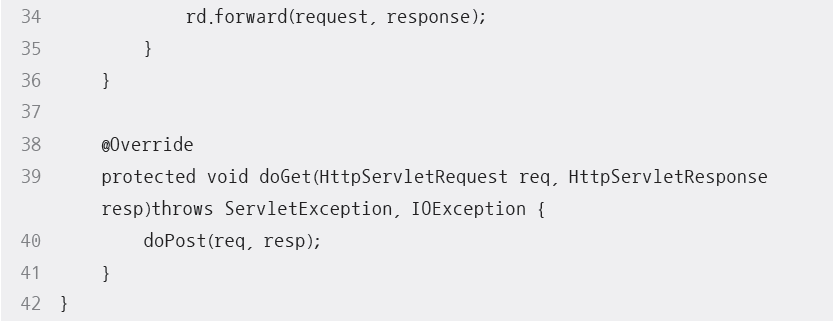 34 rd.forward(request, response);
35 }
36 }
37
38 @Override
39 protected void doGet(HttpServletRequest req, HttpServletResponse
resp)throws ServletException, IOException {
40 doPost(req, resp);
41 }
42 }